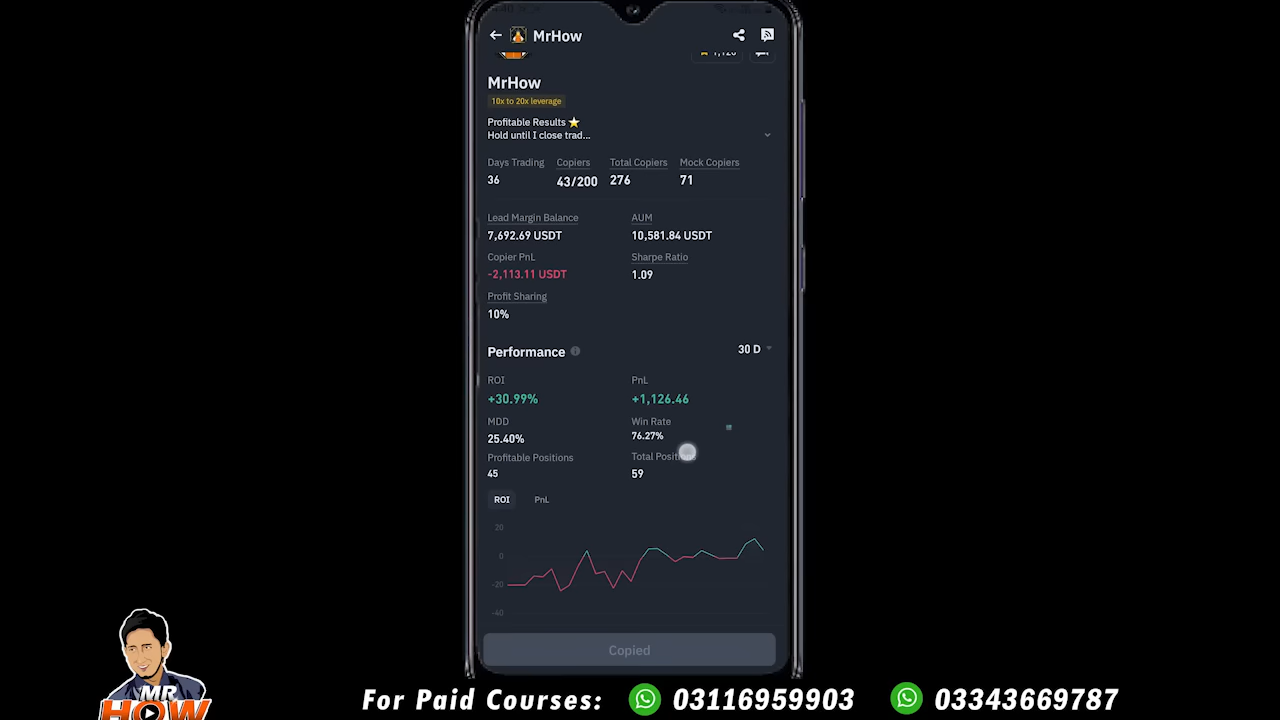 MrHow
MrHow
10x to 20x leverage
Profitable Results ⭐
Hold until I close trad...
Days Trading Copiers Total Copiers Mock Copiers
36 43/200 276 71
Lead Margin Balance AUM
7,692.69 USDT 10,581.84 USDT
Copier PnL Sharpe Ratio
-2,113.11 USDT 1.09
Profit Sharing
10%
Performance 30 D
ROI PnL
+30.99% +1,126.46
MDD Win Rate
25.40% 76.27%
Profitable Positions Total Positions
45 59
ROI PnL
20
0
-20
-40
Copied
MR
HOW
For Paid Courses: 03116959903 03343669787